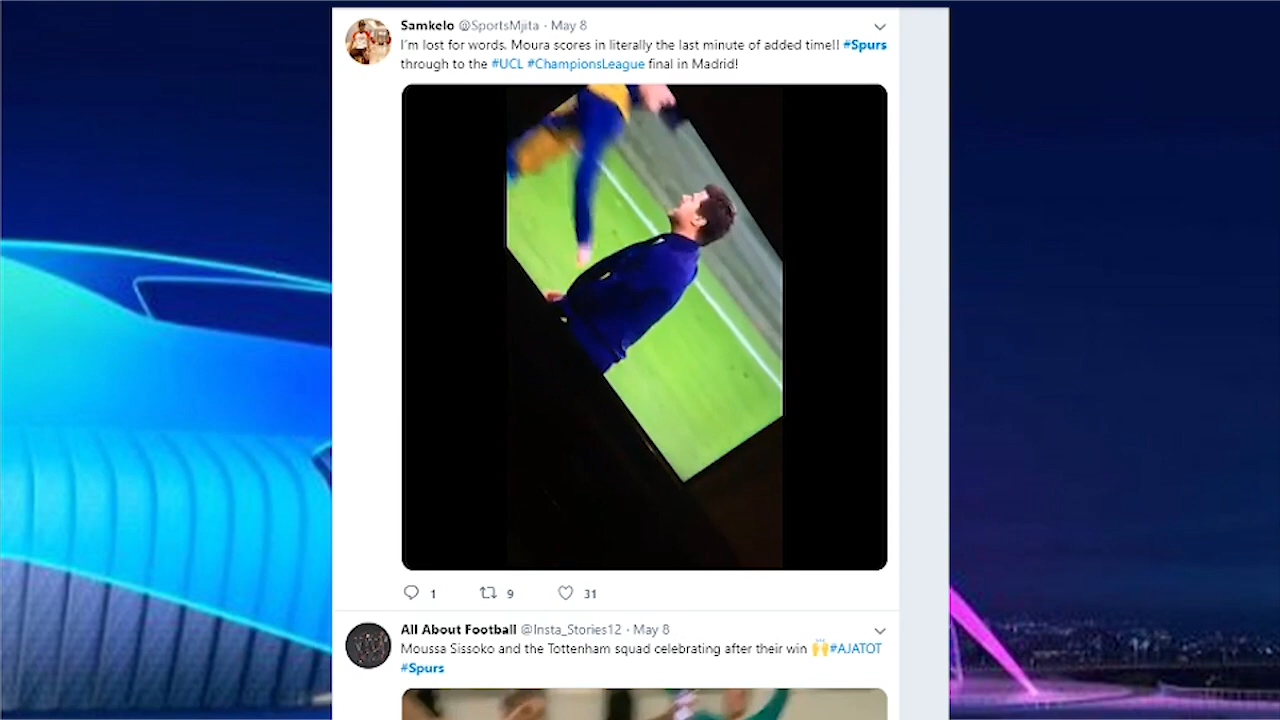 Samkelo @SportsMjita · May 8
I'm lost for words. Moura scores in literally the last minute of added time!! #Spurs
through to the #UCL #ChampionsLeague final in Madrid!
1 9 31
All About Football @Insta_Stories12 · May 8
Moussa Sissoko and the Tottenham squad celebrating after their win 🙌 #AJATOT
#Spurs